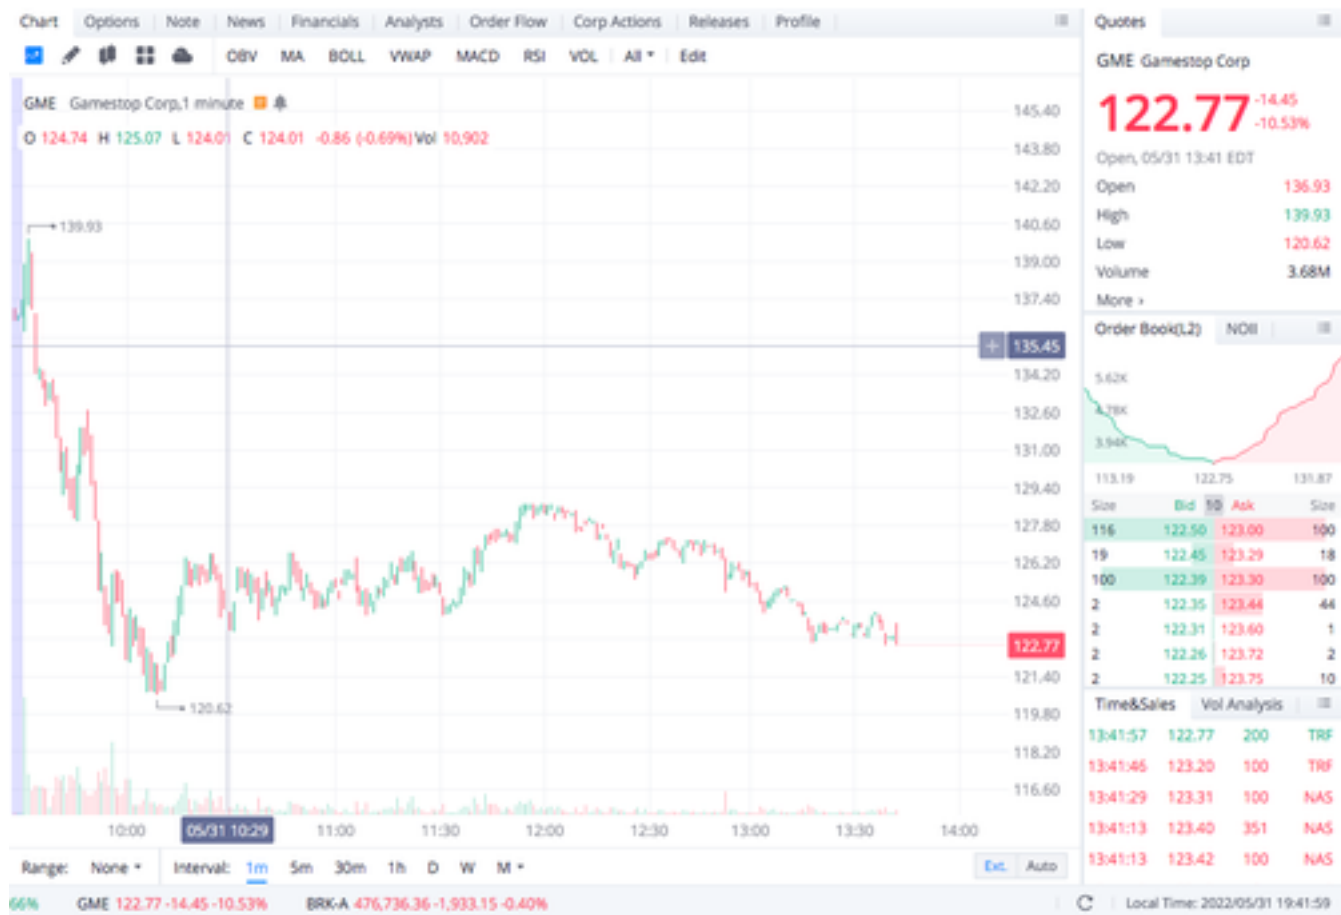 Chart Options Note News Financials Analysts Order Flow Corp Actions Releases Profile
OBV MA BOLL VWAP MACD RSI VOL All Edit
GME Gamestop Corp,1 minute
O 124.74 H 125.07 L 124.01 C 124.01 -0.86 (-0.69%) Vol 10,902
139.93
120.62
145.40
143.80
142.20
140.60
139.00
137.40
135.45
134.20
132.60
131.00
129.40
127.80
126.20
124.60
122.77
121.40
119.80
118.20
116.60
10:00 05/31 10:29 11:00 11:30 12:00 12:30 13:00 13:30 14:00
Range: None Interval: 1m 5m 30m 1h D W M Ext. Auto
Quotes
GME Gamestop Corp
122.77 -14.45
-10.53%
Open, 05/31 13:41 EDT
Open 136.93
High 139.93
Low 120.62
Volume 3.68M
More ›
Order Book(L2) NOII
5.62K
4.78K
3.94K
113.19 122.75 131.87
Size Bid 10 Ask Size
116 122.50 123.00 100
19 122.45 123.29 18
100 122.39 123.30 100
2 122.35 123.44 44
2 122.31 123.60 1
2 122.26 123.72 2
2 122.25 123.75 10
Time&Sales Vol Analysis
13:41:57 122.77 200 TRF
13:41:46 123.20 100 TRF
13:41:29 123.31 100 NAS
13:41:13 123.40 351 NAS
13:41:13 123.42 100 NAS
66% GME 122.77 -14.45 -10.53% BRK-A 476,736.36 -1,933.15 -0.40% Local Time: 2022/05/31 19:41:59